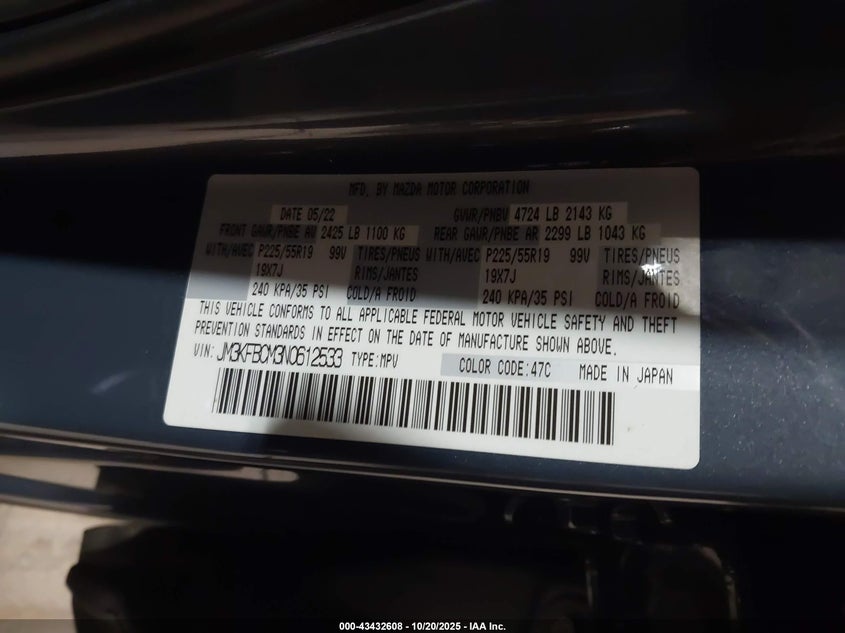 MFD. BY MAZDA MOTOR CORPORATION
DATE 05/22 GVWR/PNBV 4724 LB 2143 KG
FRONT GAWR/PNBE AV 2425 LB 1100 KG REAR GAWR/PNBE AR 2299 LB 1043 KG
WITH/AVEC P225/55R19 99V TIRES/PNEUS WITH/AVEC P225/55R19 99V TIRES/PNEUS
19X7J RIMS/JANTES 19X7J RIMS/JANTES
240 KPA/35 PSI COLD/A FROID 240 KPA/35 PSI COLD/A FROID
THIS VEHICLE CONFORMS TO ALL APPLICABLE FEDERAL MOTOR VEHICLE SAFETY AND THEFT
PREVENTION STANDARDS IN EFFECT ON THE DATE OF MANUFACTURE SHOWN ABOVE.
VIN: JM3KFBCM3N0612533 TYPE:MPV COLOR CODE:47C MADE IN JAPAN
000-43432608 - 10/20/2025 - IAA Inc.